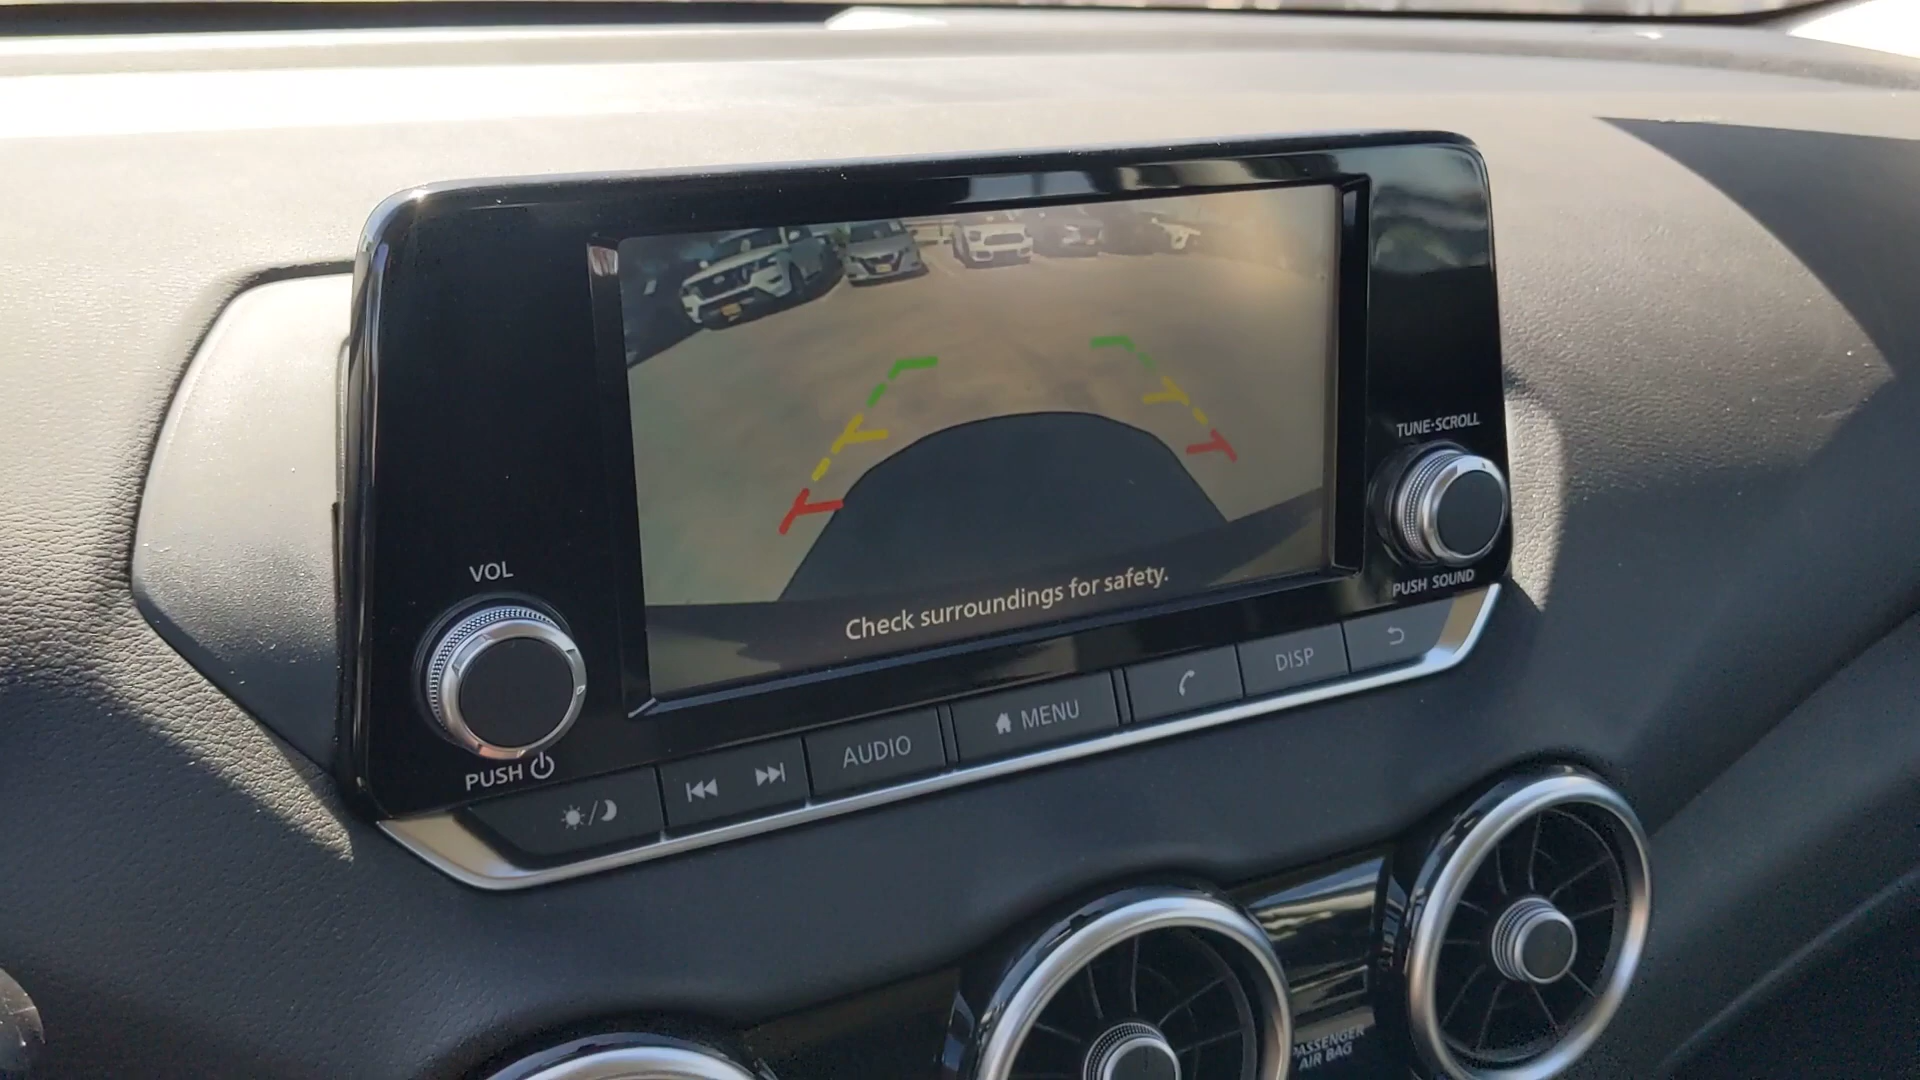 TUNE·SCROLL
VOL
Check surroundings for safety.
PUSH SOUND
PUSH
AUDIO
MENU
DISP
PASSENGER
AIR BAG